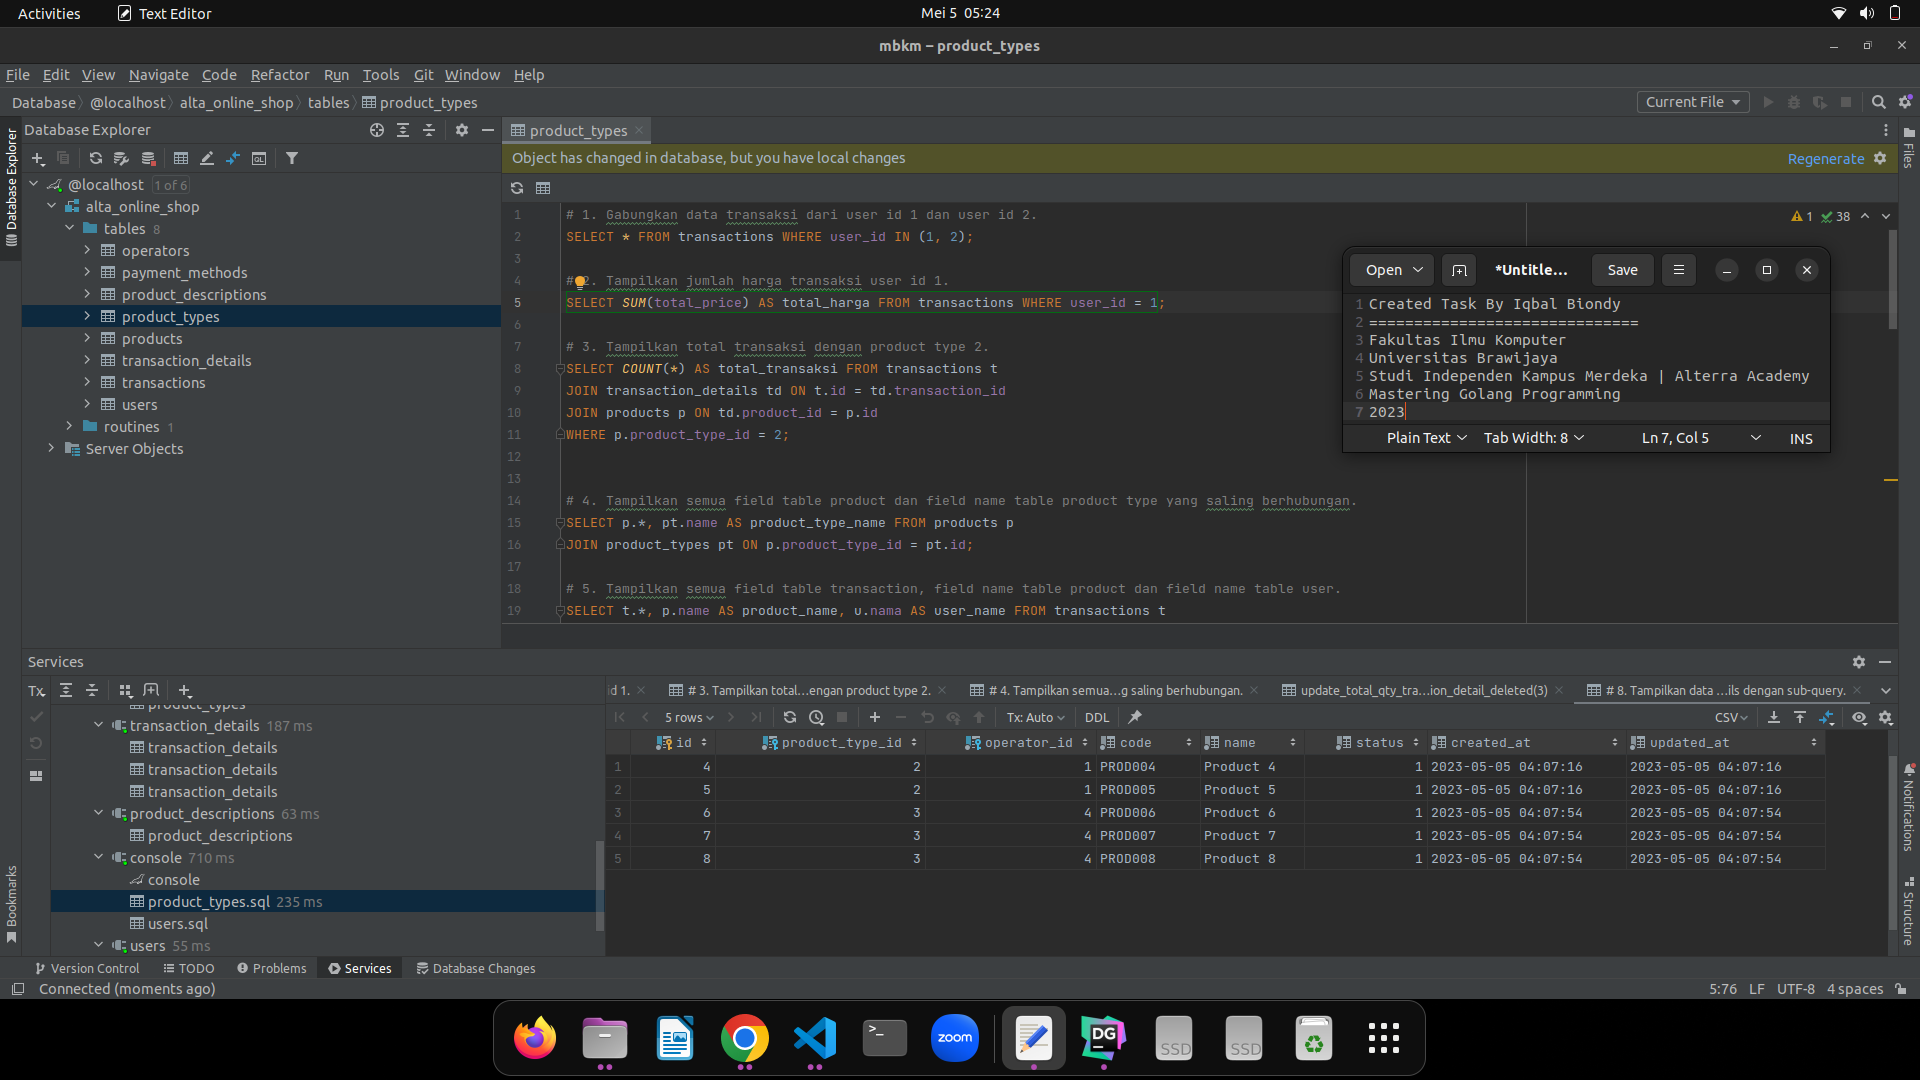 Activities Text Editor Mei 5 05:24
mbkm – product_types
File Edit View Navigate Code Refactor Run Tools Git Window Help
Database @localhost alta_online_shop tables product_types Current File
Database Explorer
product_types
Object has changed in database, but you have local changes Regenerate
@localhost 1 of 6
alta_online_shop
tables 8
operators
payment_methods
product_descriptions
product_types
products
transaction_details
transactions
users
routines 1
Server Objects
Database Explorer
Bookmarks
1 # 1. Gabungkan data transaksi dari user id 1 dan user id 2.
2 SELECT * FROM transactions WHERE user_id IN (1, 2);
3
4 # 2. Tampilkan jumlah harga transaksi user id 1.
5 SELECT SUM(total_price) AS total_harga FROM transactions WHERE user_id = 1;
6
7 # 3. Tampilkan total transaksi dengan product type 2.
8 SELECT COUNT(*) AS total_transaksi FROM transactions t
9 JOIN transaction_details td ON t.id = td.transaction_id
10 JOIN products p ON td.product_id = p.id
11 WHERE p.product_type_id = 2;
12
13
14 # 4. Tampilkan semua field table product dan field name table product type yang saling berhubungan.
15 SELECT p.*, pt.name AS product_type_name FROM products p
16 JOIN product_types pt ON p.product_type_id = pt.id;
17
18 # 5. Tampilkan semua field table transaction, field name table product dan field name table user.
19 SELECT t.*, p.name AS product_name, u.nama AS user_name FROM transactions t
1 38
Open *Untitle... Save
1 Created Task By Iqbal Biondy
2 ==============================
3 Fakultas Ilmu Komputer
4 Universitas Brawijaya
5 Studi Independen Kampus Merdeka | Alterra Academy
6 Mastering Golang Programming
7 2023
Plain Text Tab Width: 8 Ln 7, Col 5 INS
Files
Notifications
Structure
Services
Tx
product_types
transaction_details 187 ms
transaction_details
transaction_details
transaction_details
product_descriptions 63 ms
product_descriptions
console 710 ms
console
product_types.sql 235 ms
users.sql
users 55 ms
d 1. # 3. Tampilkan total...engan product type 2. # 4. Tampilkan semua...g saling berhubungan. update_total_qty_tra...ion_detail_deleted(3) # 8. Tampilkan data ...ils dengan sub-query.
5 rows Tx: Auto DDL CSV
id product_type_id operator_id code name status created_at updated_at
1 4 2 1 PROD004 Product 4 1 2023-05-05 04:07:16 2023-05-05 04:07:16
2 5 2 1 PROD005 Product 5 1 2023-05-05 04:07:16 2023-05-05 04:07:16
3 6 3 4 PROD006 Product 6 1 2023-05-05 04:07:54 2023-05-05 04:07:54
4 7 3 4 PROD007 Product 7 1 2023-05-05 04:07:54 2023-05-05 04:07:54
5 8 3 4 PROD008 Product 8 1 2023-05-05 04:07:54 2023-05-05 04:07:54
Version Control TODO Problems Services Database Changes
Connected (moments ago) 5:76 LF UTF-8 4 spaces
>_ zoom DG SSD SSD